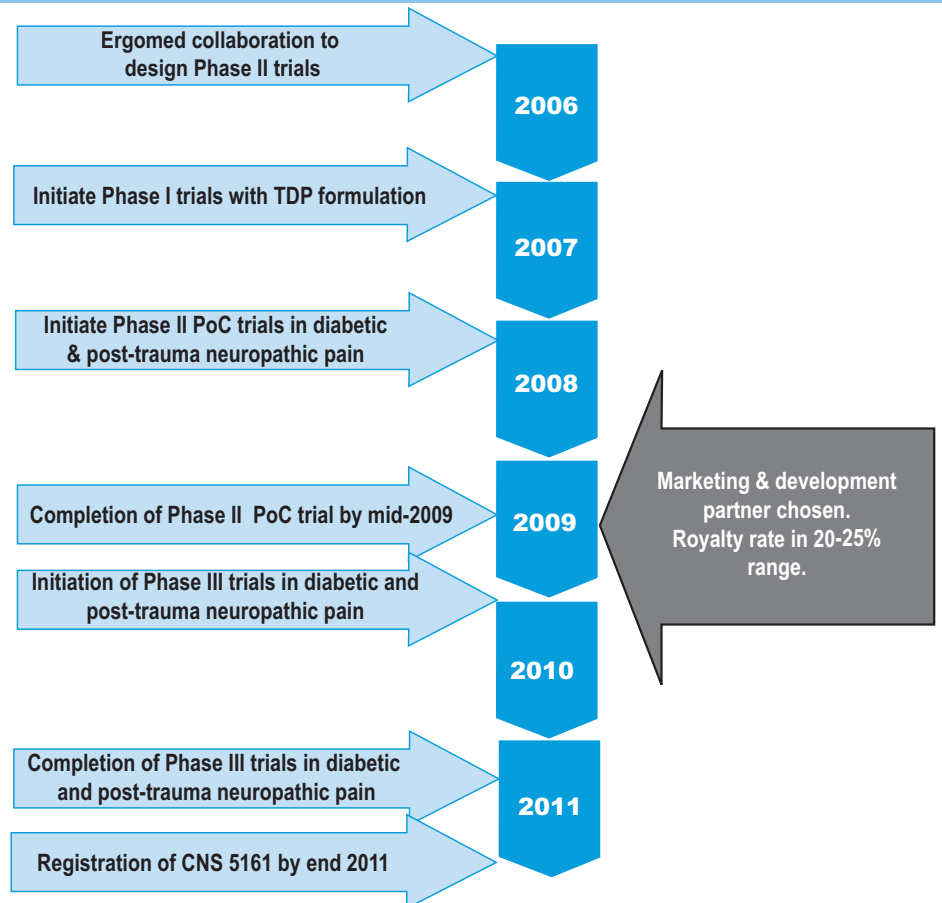 Ergomed collaboration to
design Phase II trials
2006
Initiate Phase I trials with TDP formulation
2007
Initiate Phase II PoC trials in diabetic
& post-trauma neuropathic pain
2008
Completion of Phase II PoC trial by mid-2009
2009
Marketing & development
partner chosen.
Royalty rate in 20-25%
range.
Initiation of Phase III trials in diabetic and
post-trauma neuropathic pain
2010
Completion of Phase III trials in diabetic
and post-trauma neuropathic pain
2011
Registration of CNS 5161 by end 2011